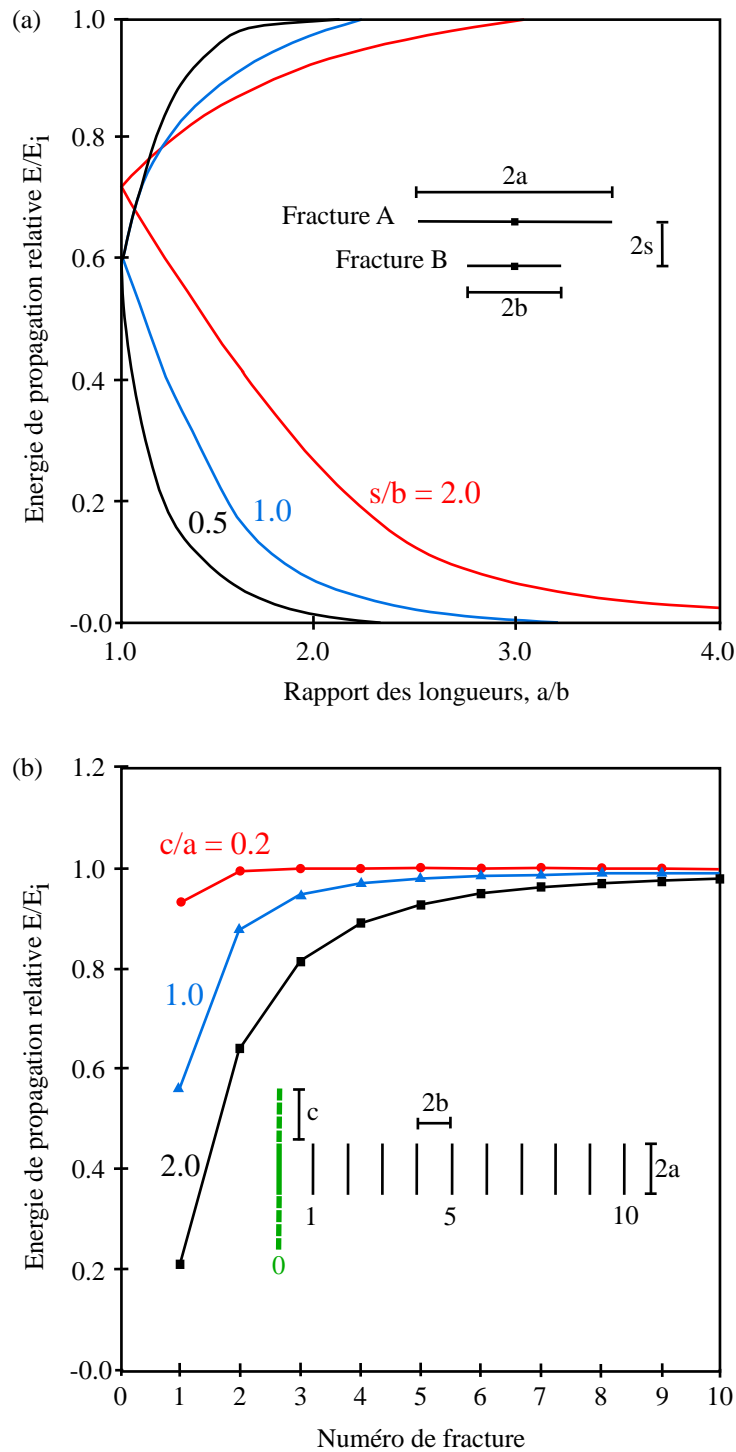 (a)
1.0
0.8
0.6
0.4
0.2
-0.0
Energie de propagation relative E/Ei
2a
Fracture A
2s
Fracture B
2b
s/b = 2.0
1.0
0.5
1.0
2.0
3.0
4.0
Rapport des longueurs, a/b
(b)
1.2
1.0
0.8
0.6
0.4
0.2
-0.0
Energie de propagation relative E/Ei
c/a = 0.2
1.0
2.0
c
2b
2a
1
5
10
0
0 1 2 3 4 5 6 7 8 9 10
Numéro de fracture